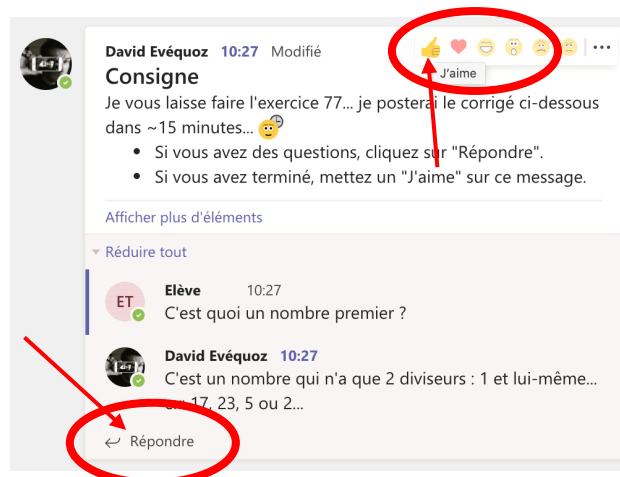 David Evéquoz 10:27 Modifié
J'aime
Consigne
Je vous laisse faire l'exercice 77... je posterai le corrigé ci-dessous
dans ~15 minutes...
• Si vous avez des questions, cliquez sur "Répondre".
• Si vous avez terminé, mettez un "J'aime" sur ce message.
Afficher plus d'éléments
Réduire tout
ET
Elève 10:27
C'est quoi un nombre premier ?
David Evéquoz 10:27
C'est un nombre qui n'a que 2 diviseurs : 1 et lui-même...
17, 23, 5 ou 2...
Répondre